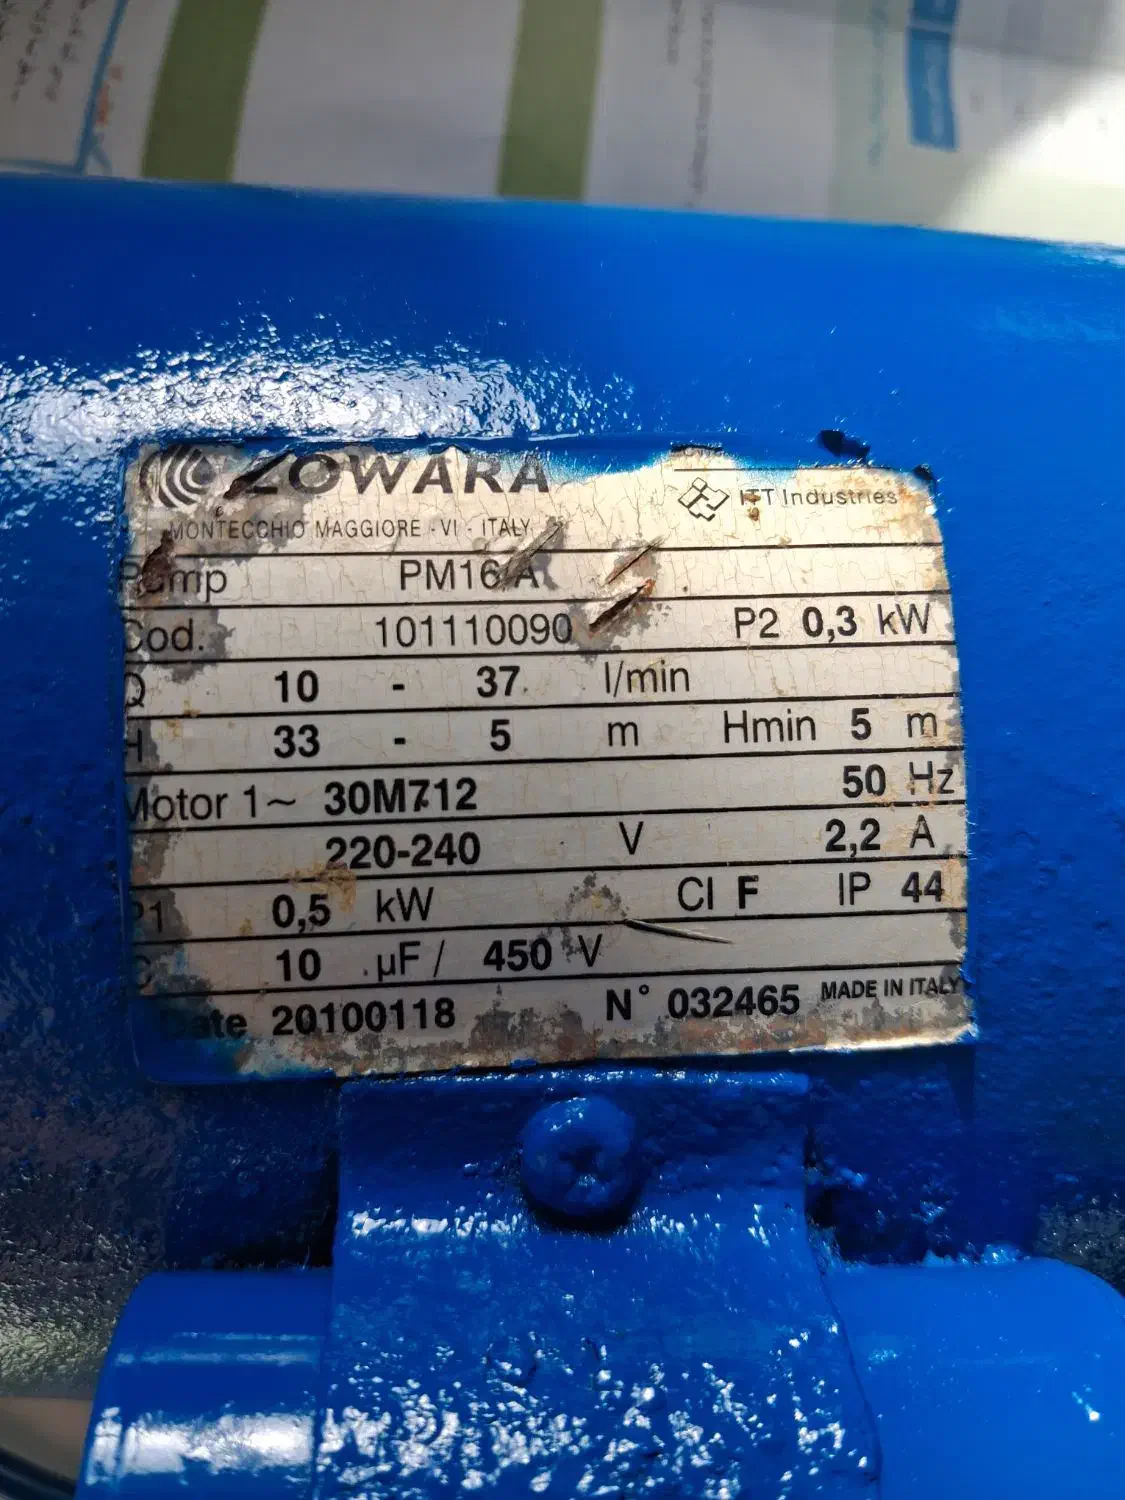 LOWARA
ITT Industries
MONTECCHIO MAGGIORE - VI - ITALY
Pump PM16/A
Cod. 101110090 P2 0,3 kW
Q 10 - 37 l/min
H 33 - 5 m Hmin 5 m
Motor 1~ 30M712 50 Hz
220-240 V 2,2 A
P1 0,5 kW Cl F IP 44
C 10 µF / 450 V
Date 20100118 N° 032465 MADE IN ITALY